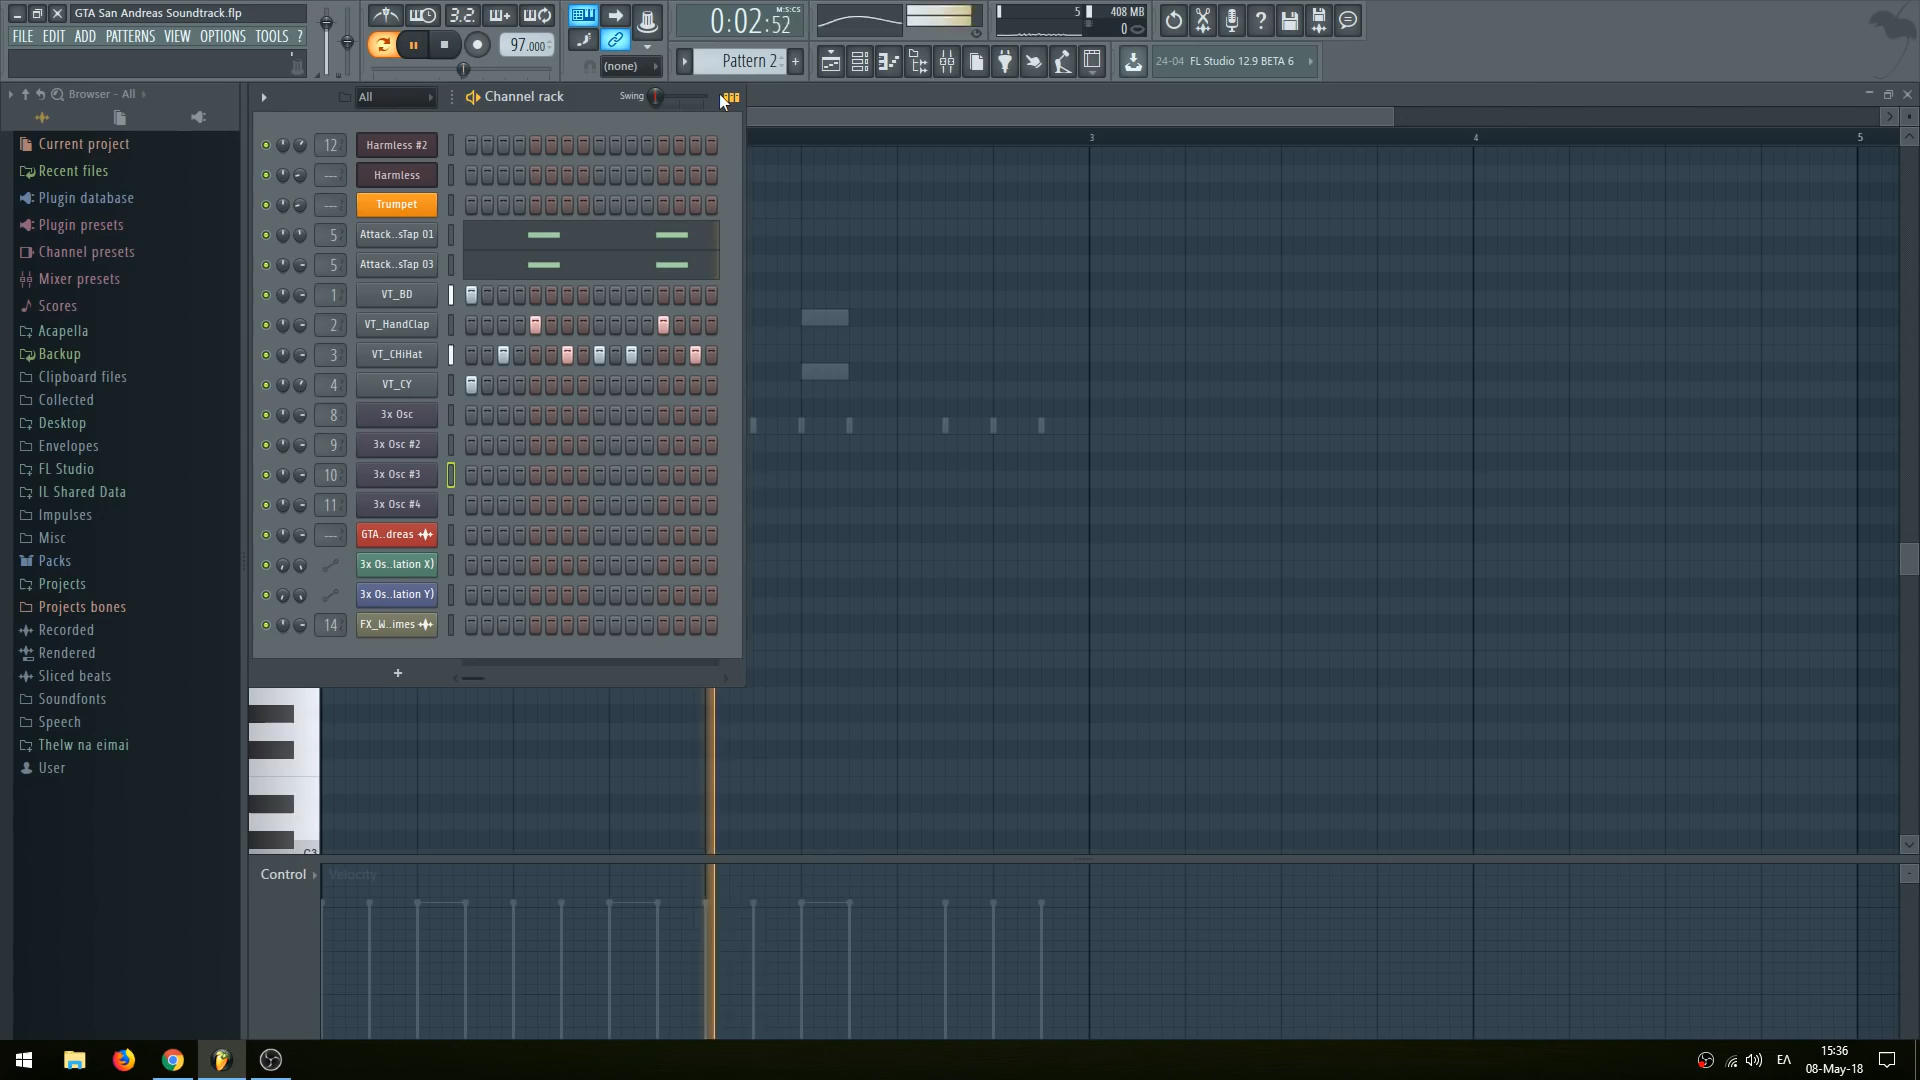 GTA San Andreas Soundtrack.flp
FILE EDIT ADD PATTERNS VIEW OPTIONS TOOLS ?
3.2.
97.000
(none)
0:02:52
M:S:CS
Pattern 2
+
5
408 MB
0
24-04 FL Studio 12.9 BETA 6
Browser - All
Current project
Recent files
Plugin database
Plugin presets
Channel presets
Mixer presets
Scores
Acapella
Backup
Clipboard files
Collected
Desktop
Envelopes
FL Studio
IL Shared Data
Impulses
Misc
Packs
Projects
Projects bones
Recorded
Rendered
Sliced beats
Soundfonts
Speech
Thelw na eimai
User
All
Channel rack
Swing
12 Harmless #2
--- Harmless
--- Trumpet
5 Attack..sTap 01
5 Attack..sTap 03
1 VT_BD
2 VT_HandClap
3 VT_CHiHat
4 VT_CY
8 3x Osc
9 3x Osc #2
10 3x Osc #3
11 3x Osc #4
--- GTA..dreas
3x Os..lation X)
3x Os..lation Y)
14 FX_W..imes
+
3
4
5
C3
Control
Velocity
ΕΛ
15:36
08-May-18